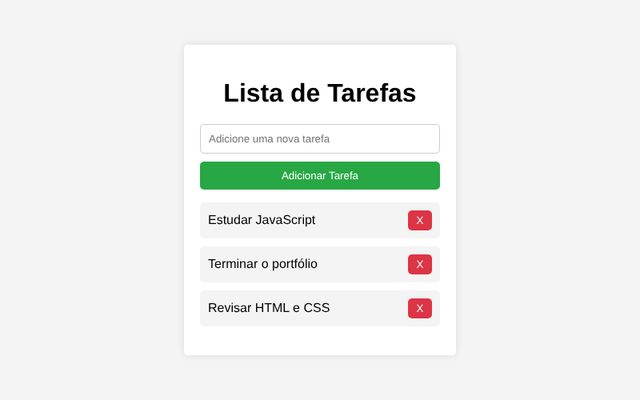 Lista de Tarefas
Adicione uma nova tarefa
Adicionar Tarefa
Estudar JavaScript
X
Terminar o portfólio
X
Revisar HTML e CSS
X